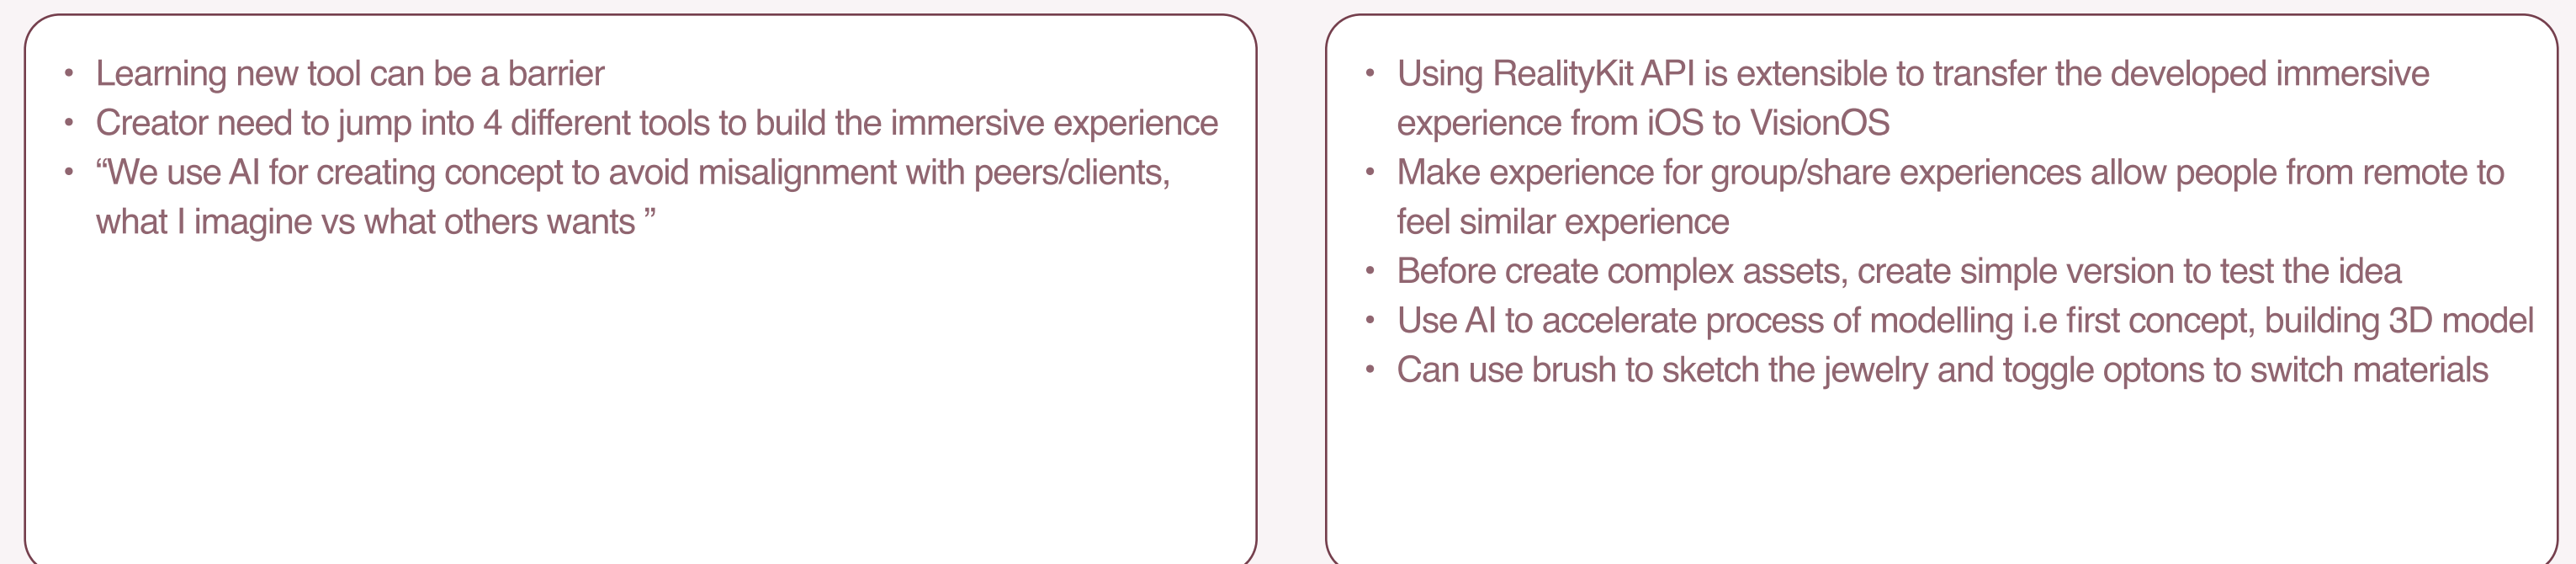 • Learning new tool can be a barrier
• Creator need to jump into 4 different tools to build the immersive experience
• “We use AI for creating concept to avoid misalignment with peers/clients,
what I imagine vs what others wants ”
• Using RealityKit API is extensible to transfer the developed immersive
experience from iOS to VisionOS
• Make experience for group/share experiences allow people from remote to
feel similar experience
• Before create complex assets, create simple version to test the idea
• Use AI to accelerate process of modelling i.e first concept, building 3D model
• Can use brush to sketch the jewelry and toggle optons to switch materials